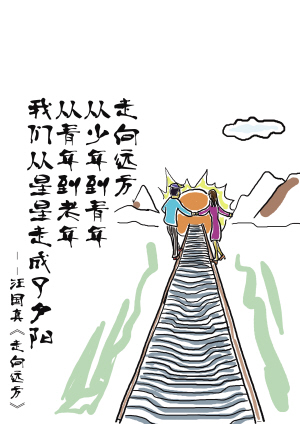 走向远方
从少年到青年
从青年到老年
我们从星星走成了夕阳
——汪国真《走向远方》